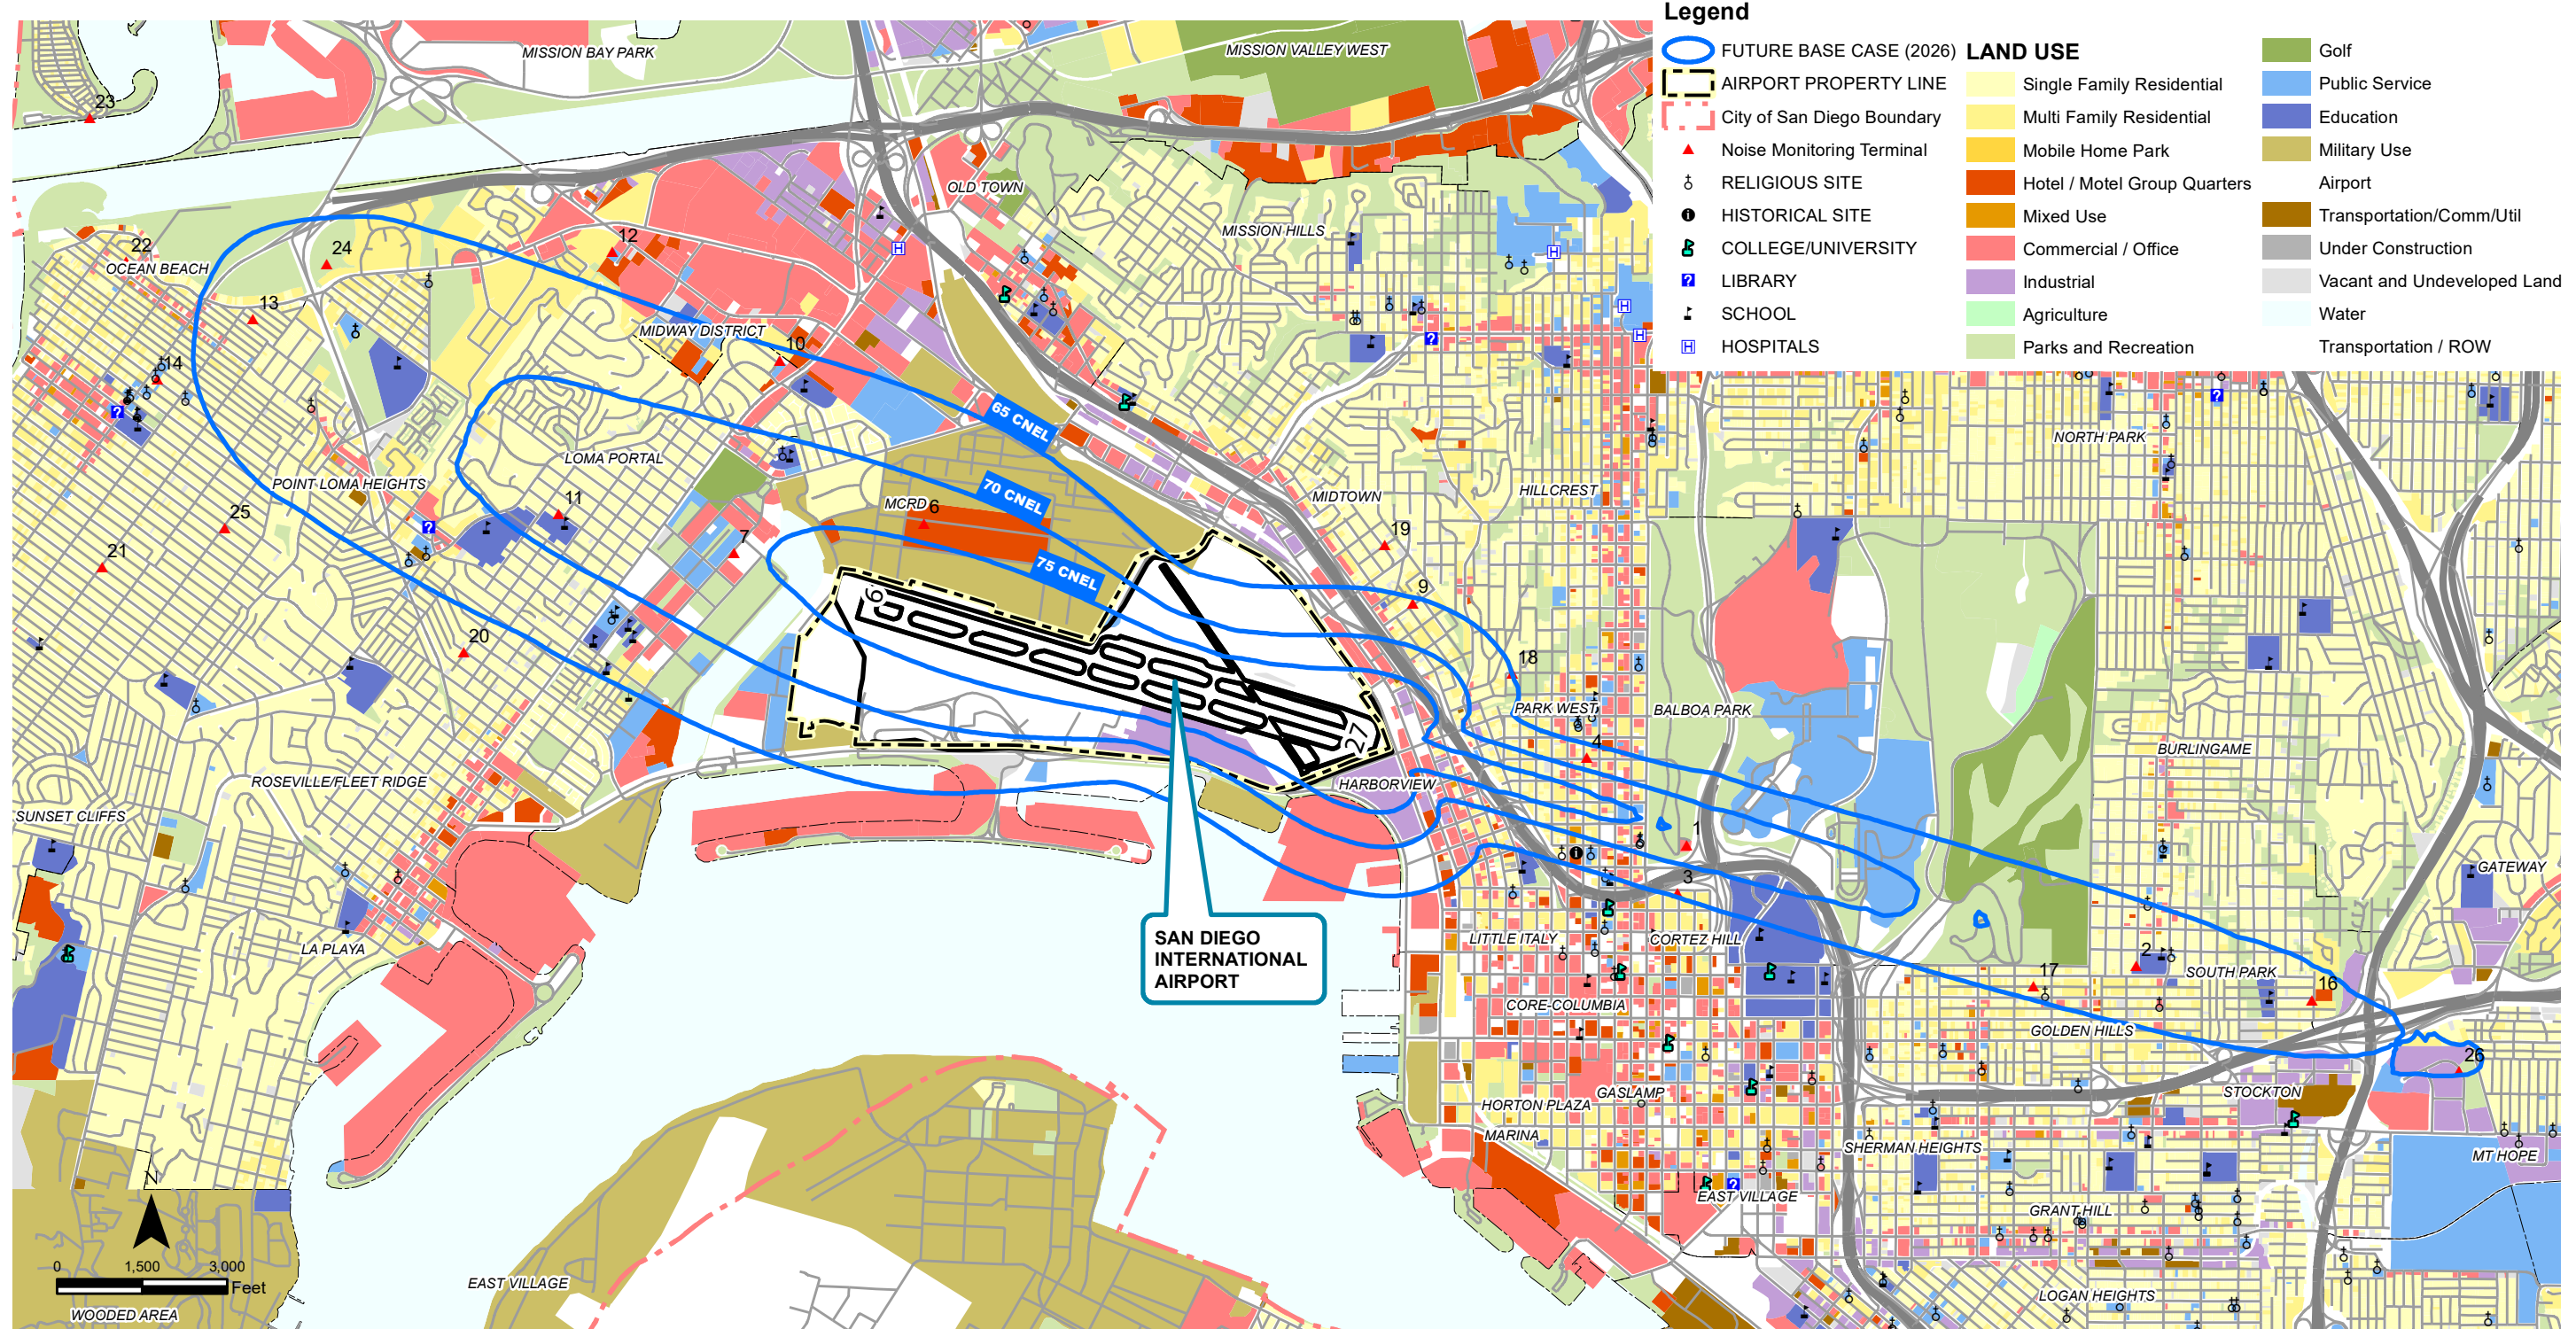 Legend
FUTURE BASE CASE (2026)
AIRPORT PROPERTY LINE
City of San Diego Boundary
Noise Monitoring Terminal
RELIGIOUS SITE
HISTORICAL SITE
COLLEGE/UNIVERSITY
LIBRARY
SCHOOL
HOSPITALS
LAND USE
Single Family Residential
Multi Family Residential
Mobile Home Park
Hotel / Motel Group Quarters
Mixed Use
Commercial / Office
Industrial
Agriculture
Parks and Recreation
Golf
Public Service
Education
Military Use
Airport
Transportation/Comm/Util
Under Construction
Vacant and Undeveloped Land
Water
Transportation / ROW
MISSION BAY PARK
MISSION VALLEY WEST
23
OLD TOWN
MISSION HILLS
22
24
12
OCEAN BEACH
13
MIDWAY DISTRICT
10
14
65 CNEL
NORTH PARK
LOMA PORTAL
POINT LOMA HEIGHTS
70 CNEL
MIDTOWN
HILLCREST
11
MCRD
6
25
7
19
21
75 CNEL
9
9
20
18
PARK WEST
BALBOA PARK
27
4
BURLINGAME
ROSEVILLE/FLEET RIDGE
HARBORVIEW
SUNSET CLIFFS
1
3
GATEWAY
SAN DIEGO
INTERNATIONAL
AIRPORT
LITTLE ITALY
CORTEZ HILL
LA PLAYA
2
SOUTH PARK
17
16
CORE-COLUMBIA
GOLDEN HILLS
26
STOCKTON
GASLAMP
HORTON PLAZA
MARINA
SHERMAN HEIGHTS
MT HOPE
N
EAST VILLAGE
GRANT HILL
0 1,500 3,000
Feet
EAST VILLAGE
LOGAN HEIGHTS
WOODED AREA